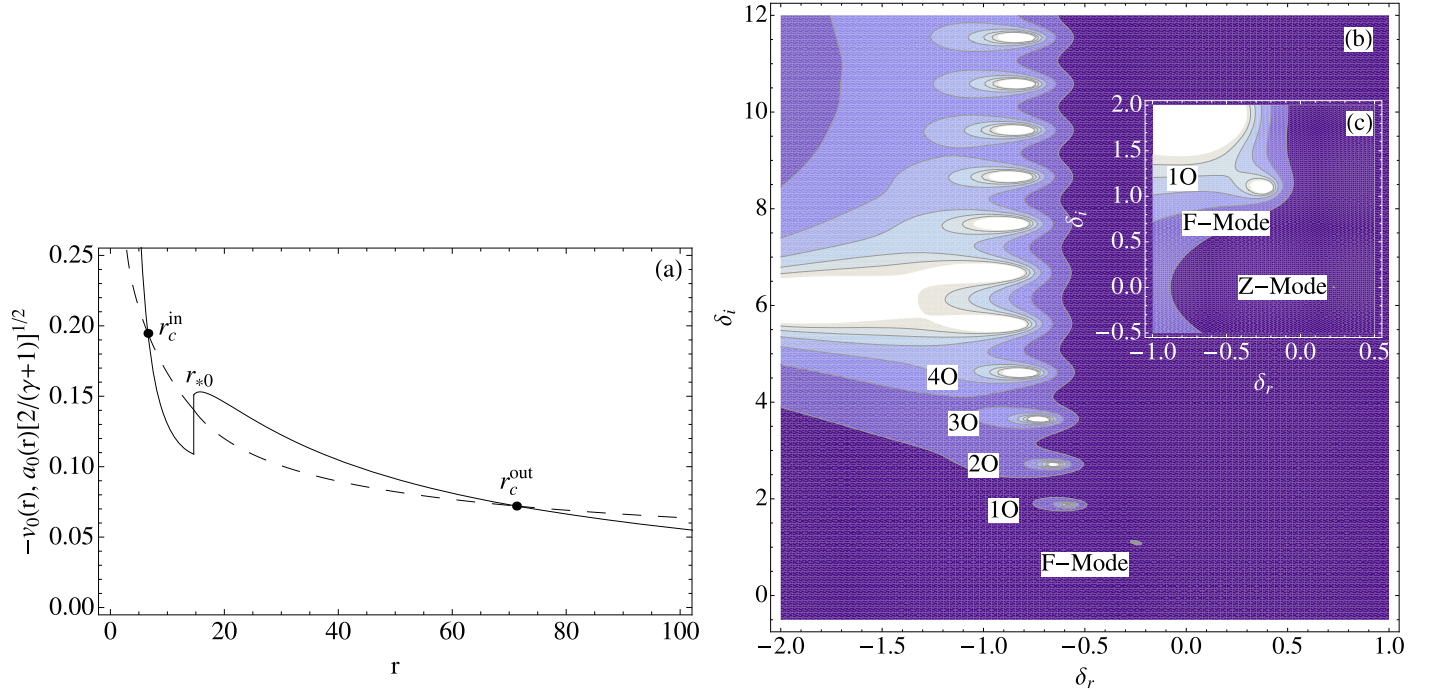 (a)
−v₀(r), a₀(r)[2/(γ+1)]^{1/2}
0.25
0.20
0.15
0.10
0.05
0.00
r_c^{in}
r_{*0}
r_c^{out}
0 20 40 60 80 100
r
(b)
δ_i
12
10
8
6
4
2
0
4O
3O
2O
1O
F−Mode
−2.0 −1.5 −1.0 −0.5 0.0 0.5 1.0
δ_r
(c)
δ_i
2.0
1.5
1.0
0.5
0.0
−0.5
1O
F−Mode
Z−Mode
−1.0 −0.5 0.0 0.5
δ_r